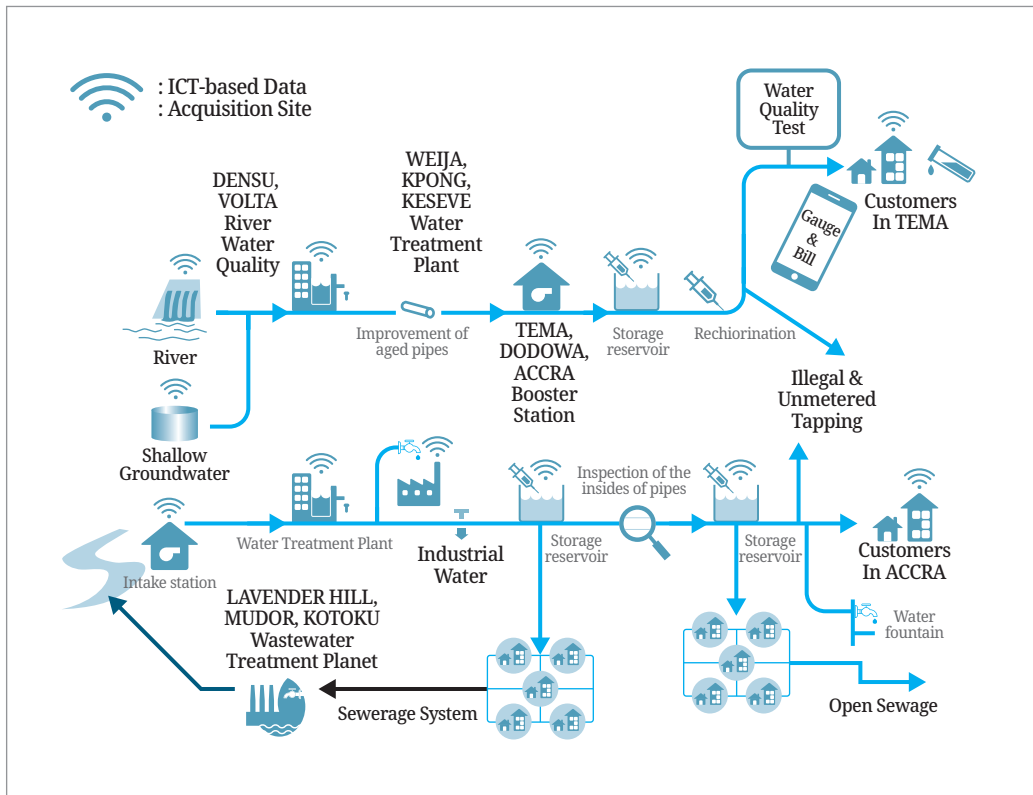 : ICT-based Data
: Acquisition Site
Water
Quality
Test
Customers
In TEMA
Gauge
&
Bill
DENSU,
VOLTA
River
Water
Quality
WEIJA,
KPONG,
KESEVE
Water
Treatment
Plant
River
Improvement of
aged pipes
TEMA,
DODOWA,
ACCRA
Booster
Station
Storage
reservoir
Rechiorination
Illegal &
Unmetered
Tapping
Shallow
Groundwater
Intake station
Water Treatment Plant
Industrial
Water
Storage
reservoir
Inspection of the
insides of pipes
Storage
reservoir
Customers
In ACCRA
Water
fountain
LAVENDER HILL,
MUDOR, KOTOKU
Wastewater
Treatment Planet
Sewerage System
Open Sewage